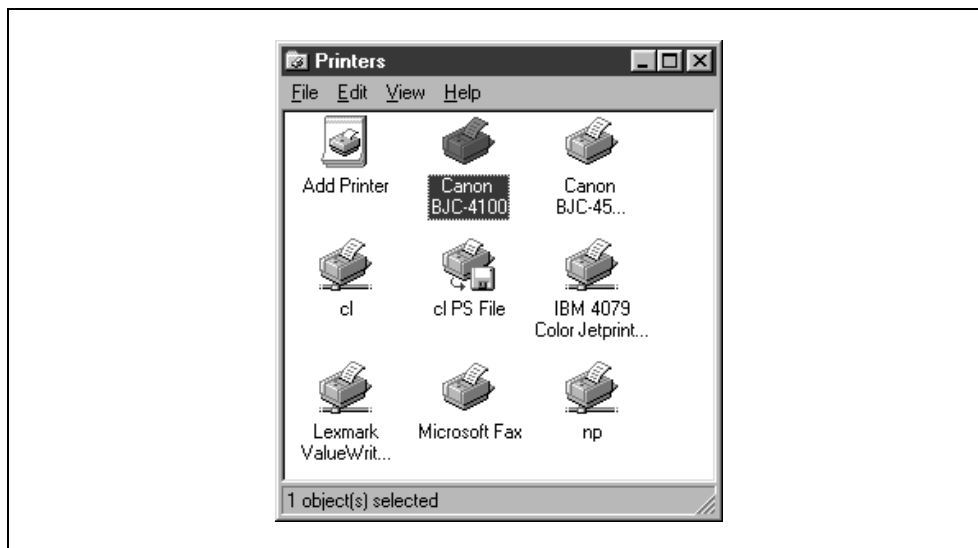 Printers
File Edit View Help
Add Printer
Canon
BJC-4100
Canon
BJC-45...
cl
cl PS File
IBM 4079
Color Jetprint...
Lexmark
ValueWrit...
Microsoft Fax
np
1 object(s) selected